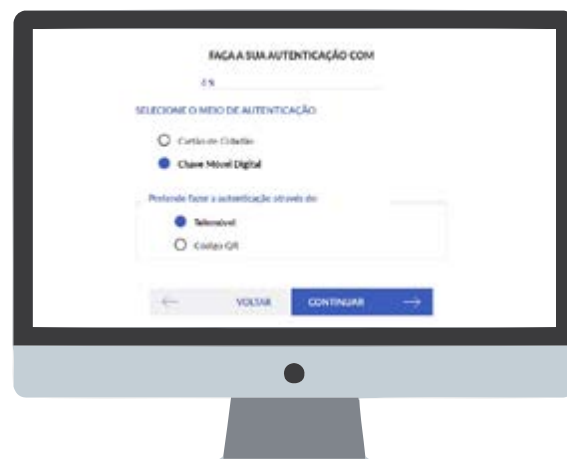 FAÇA A SUA AUTENTICAÇÃO COM
SELECIONE O MEIO DE AUTENTICAÇÃO
Cartão de Cidadão
Chave Móvel Digital
Pretende fazer a autenticação através do:
Telemóvel
Código QR
VOLTAR
CONTINUAR